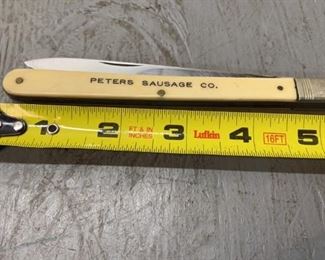 PETERS SAUSAGE CO.
1 2 3 4 5
FT & IN Lufkin 16FT
INCHES